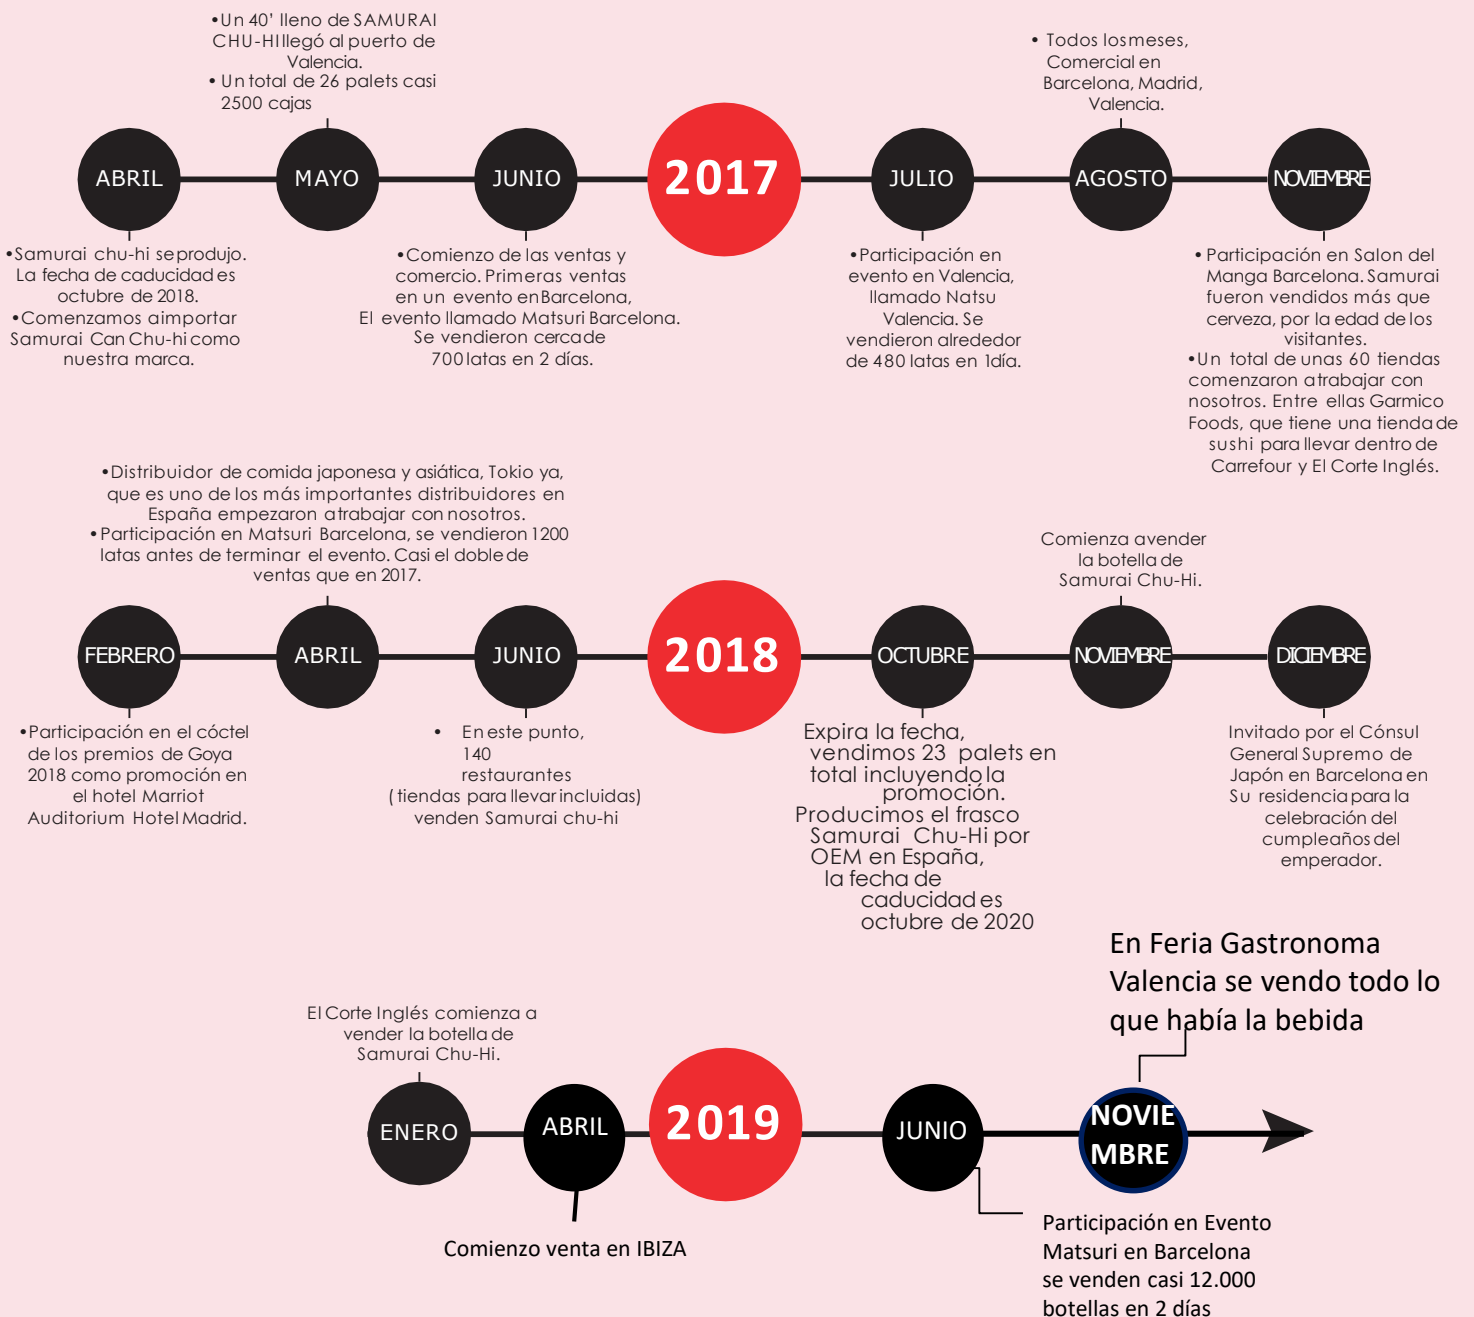 •Un 40’ lleno de SAMURAI
CHU-HI llegó al puerto de
Valencia.
• Un total de 26 palets casi
2500 cajas
• Todos los meses,
Comercial en
Barcelona, Madrid,
Valencia.
ABRIL
MAYO
JUNIO
2017
JULIO
AGOSTO
NOVIEMBRE
•Samurai chu-hi se produjo.
La fecha de caducidad es
octubre de 2018.
•Comenzamos a importar
Samurai Can Chu-hi como
nuestra marca.
•Comienzo de las ventas y
comercio. Primeras ventas
en un evento en Barcelona,
El evento llamado Matsuri Barcelona.
Se vendieron cerca de
700 latas en 2 días.
•Participación en
evento en Valencia,
llamado Natsu
Valencia. Se
vendieron alrededor
de 480 latas en 1 día.
• Participación en Salon del
Manga Barcelona. Samurai
fueron vendidos más que
cerveza, por la edad de los
visitantes.
•Un total de unas 60 tiendas
comenzaron a trabajar con
nosotros. Entre ellas Garmico
Foods, que tiene una tienda de
sushi para llevar dentro de
Carrefour y El Corte Inglés.
•Distribuidor de comida japonesa y asiática, Tokio ya,
que es uno de los más importantes distribuidores en
España empezaron a trabajar con nosotros.
•Participación en Matsuri Barcelona, se vendieron 1200
latas antes de terminar el evento. Casi el doble de
ventas que en 2017.
Comienza a vender
la botella de
Samurai Chu-Hi.
FEBRERO
ABRIL
JUNIO
2018
OCTUBRE
NOVIEMBRE
DICIEMBRE
•Participación en el cóctel
de los premios de Goya
2018 como promoción en
el hotel Marriot
Auditorium Hotel Madrid.
• En este punto,
140
restaurantes
(tiendas para llevar incluidas)
venden Samurai chu-hi
Expira la fecha,
vendimos 23 palets en
total incluyendo la
promoción.
Producimos el frasco
Samurai Chu-Hi por
OEM en España,
la fecha de
caducidad es
octubre de 2020
Invitado por el Cónsul
General Supremo de
Japón en Barcelona en
Su residencia para la
celebración del
cumpleaños del
emperador.
En Feria Gastronoma
Valencia se vendo todo lo
que había la bebida
El Corte Inglés comienza a
vender la botella de
Samurai Chu-Hi.
ENERO
ABRIL
2019
JUNIO
NOVIE
MBRE
Comienzo venta en IBIZA
Participación en Evento
Matsuri en Barcelona
se venden casi 12.000
botellas en 2 días